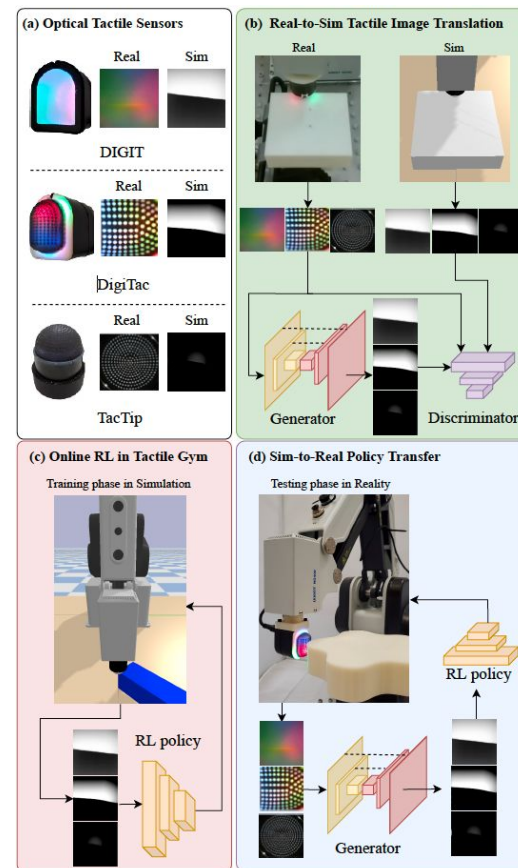 (a) Optical Tactile Sensors
Real Sim
DIGIT
DigiTac
Real Sim
TacTip
(b) Real-to-Sim Tactile Image Translation
Real Sim
Generator Discriminator
(c) Online RL in Tactile Gym
Training phase in Simulation
RL policy
(d) Sim-to-Real Policy Transfer
Testing phase in Reality
RL policy
Generator